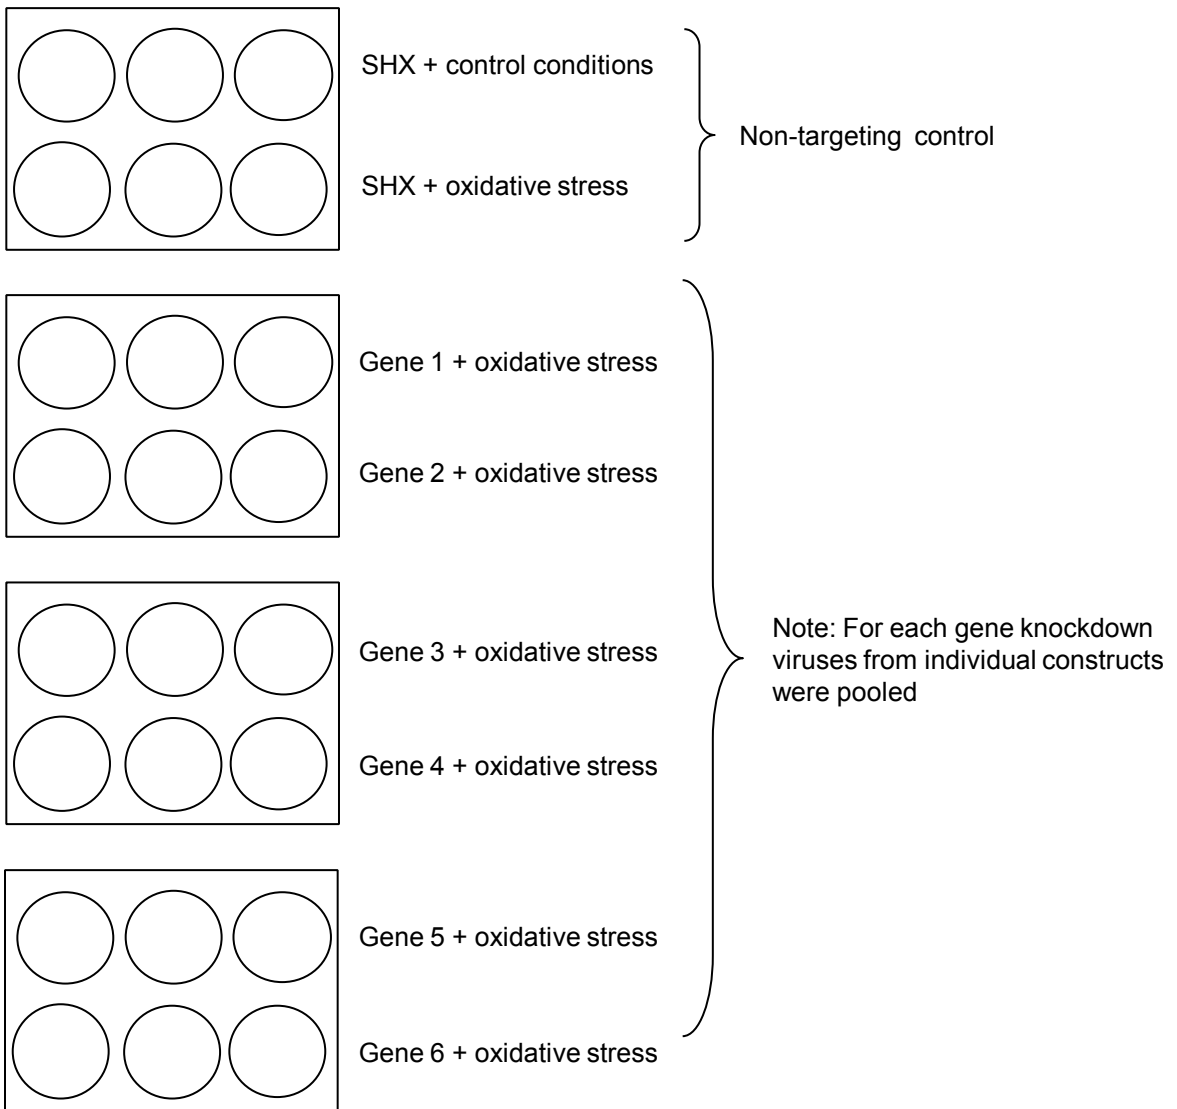 SHX + control conditions
SHX + oxidative stress
Non-targeting control
Gene 1 + oxidative stress
Gene 2 + oxidative stress
Gene 3 + oxidative stress
Gene 4 + oxidative stress
Gene 5 + oxidative stress
Gene 6 + oxidative stress
Note: For each gene knockdown
viruses from individual constructs
were pooled